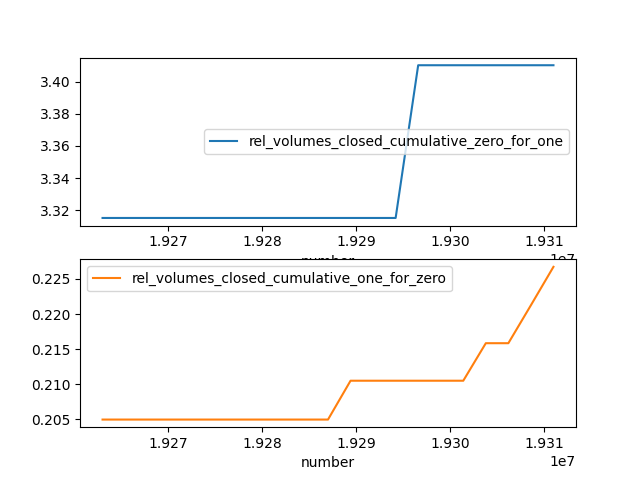 3.40
3.38
rel_volumes_closed_cumulative_zero_for_one
3.36
3.34
3.32
1.927 1.928 1.929 1.930 1.931
number 1e7
rel_volumes_closed_cumulative_one_for_zero
0.225
0.220
0.215
0.210
0.205
1.927 1.928 1.929 1.930 1.931
number 1e7